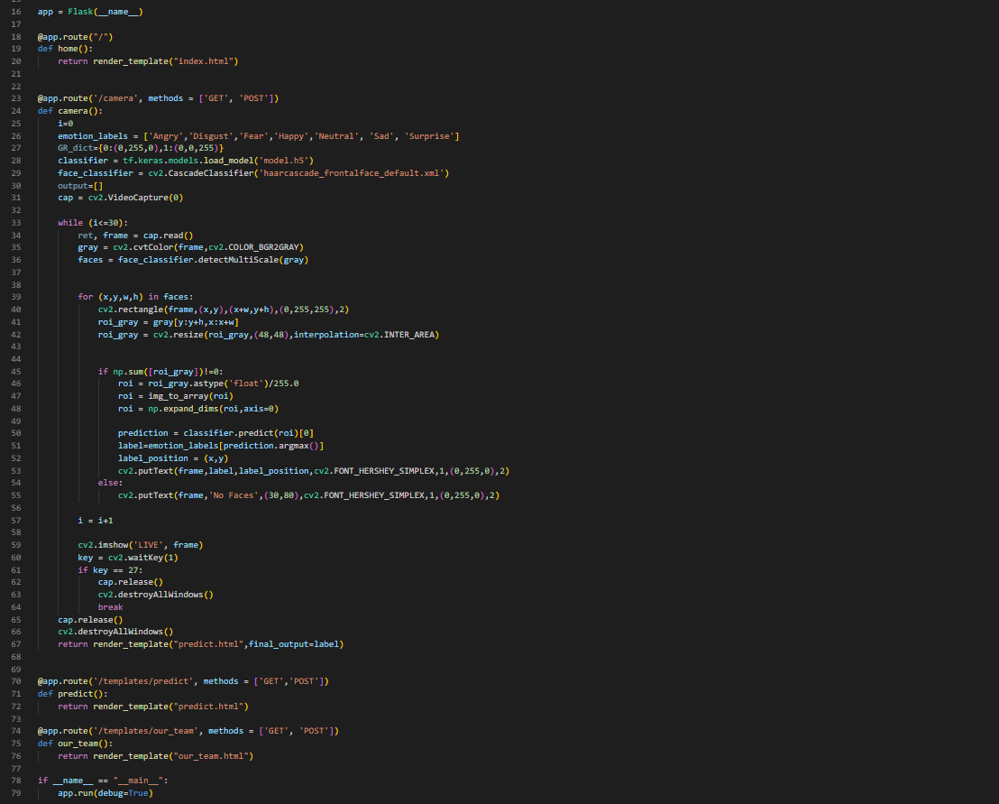 16 app = Flask(__name__)
17
18 @app.route("/")
19 def home():
20     return render_template("index.html")
21
22
23 @app.route('/camera', methods = ['GET', 'POST'])
24 def camera():
25     i=0
26     emotion_labels = ['Angry','Disgust','Fear','Happy','Neutral', 'Sad', 'Surprise']
27     GR_dict={0:(0,255,0),1:(0,0,255)}
28     classifier = tf.keras.models.load_model('model.h5')
29     face_classifier = cv2.CascadeClassifier('haarcascade_frontalface_default.xml')
30     output=[]
31     cap = cv2.VideoCapture(0)
32
33     while (i<=30):
34         ret, frame = cap.read()
35         gray = cv2.cvtColor(frame,cv2.COLOR_BGR2GRAY)
36         faces = face_classifier.detectMultiScale(gray)
37
38
39         for (x,y,w,h) in faces:
40             cv2.rectangle(frame,(x,y),(x+w,y+h),(0,255,255),2)
41             roi_gray = gray[y:y+h,x:x+w]
42             roi_gray = cv2.resize(roi_gray,(48,48),interpolation=cv2.INTER_AREA)
43
44
45             if np.sum([roi_gray])!=0:
46                 roi = roi_gray.astype('float')/255.0
47                 roi = img_to_array(roi)
48                 roi = np.expand_dims(roi,axis=0)
49
50                 prediction = classifier.predict(roi)[0]
51                 label=emotion_labels[prediction.argmax()]
52                 label_position = (x,y)
53                 cv2.putText(frame,label,label_position,cv2.FONT_HERSHEY_SIMPLEX,1,(0,255,0),2)
54             else:
55                 cv2.putText(frame,'No Faces',(30,80),cv2.FONT_HERSHEY_SIMPLEX,1,(0,255,0),2)
56
57         i = i+1
58
59         cv2.imshow('LIVE', frame)
60         key = cv2.waitKey(1)
61         if key == 27:
62             cap.release()
63             cv2.destroyAllWindows()
64             break
65     cap.release()
66     cv2.destroyAllWindows()
67     return render_template("predict.html",final_output=label)
68
69
70 @app.route('/templates/predict', methods = ['GET','POST'])
71 def predict():
72     return render_template("predict.html")
73
74 @app.route('/templates/our_team', methods = ['GET', 'POST'])
75 def our_team():
76     return render_template("our_team.html")
77
78 if __name__ == "__main__":
79     app.run(debug=True)